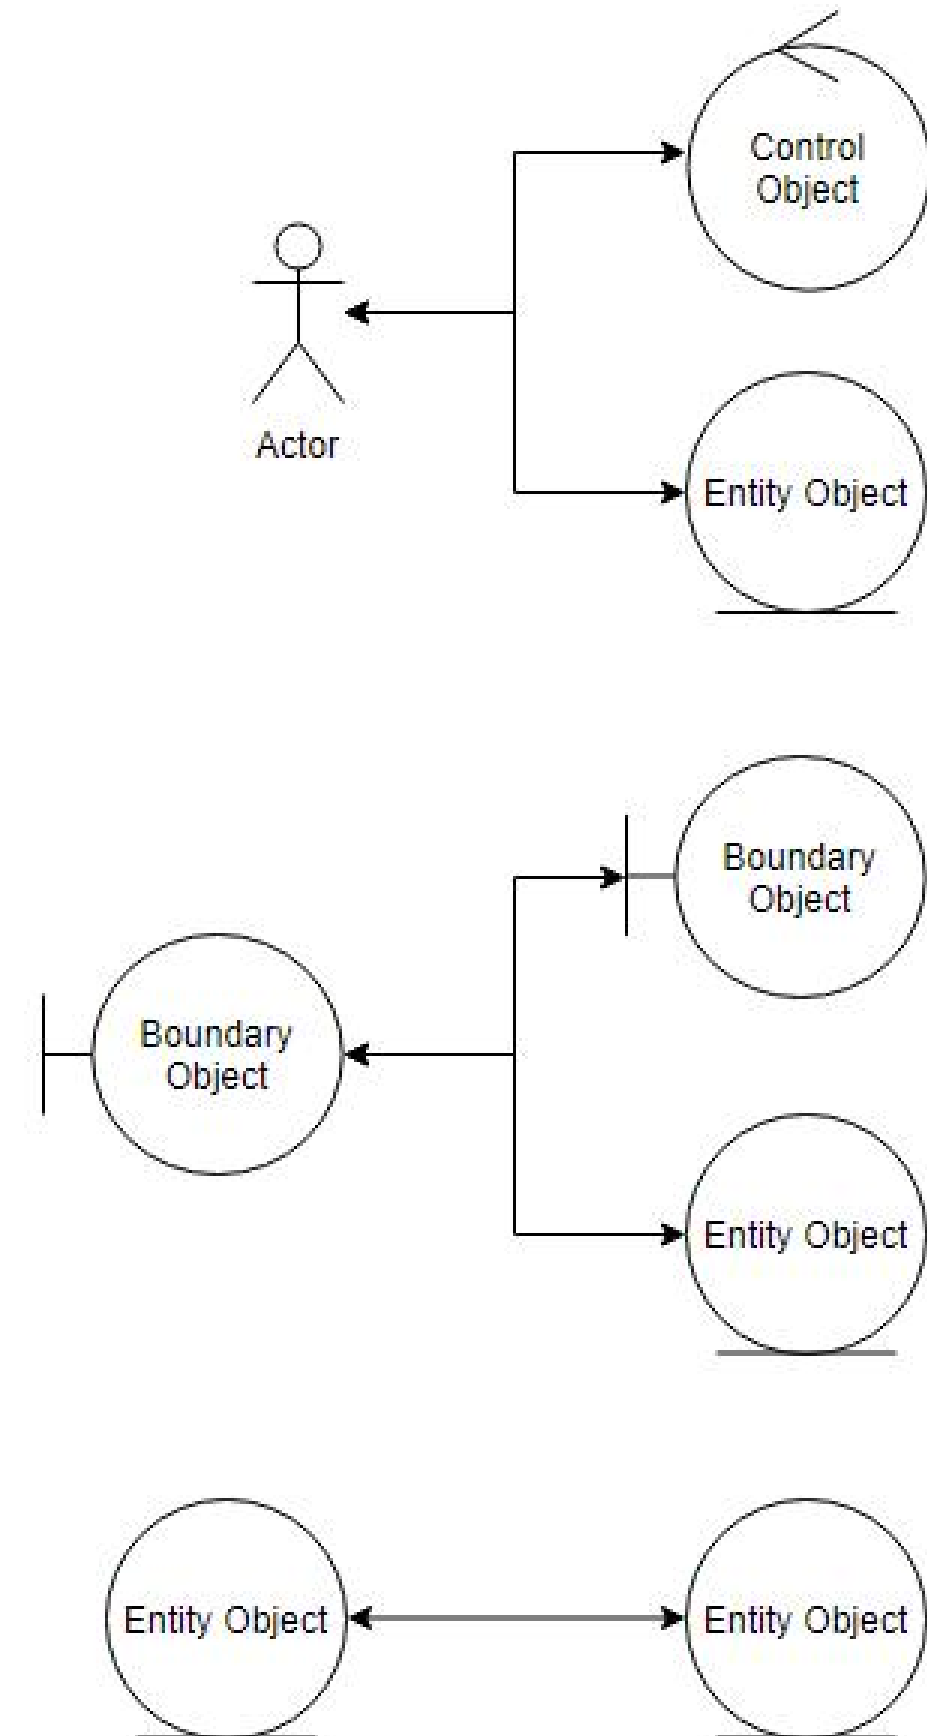 Control
Object
Actor
Entity Object
Boundary
Object
Boundary
Object
Entity Object
Entity Object
Entity Object